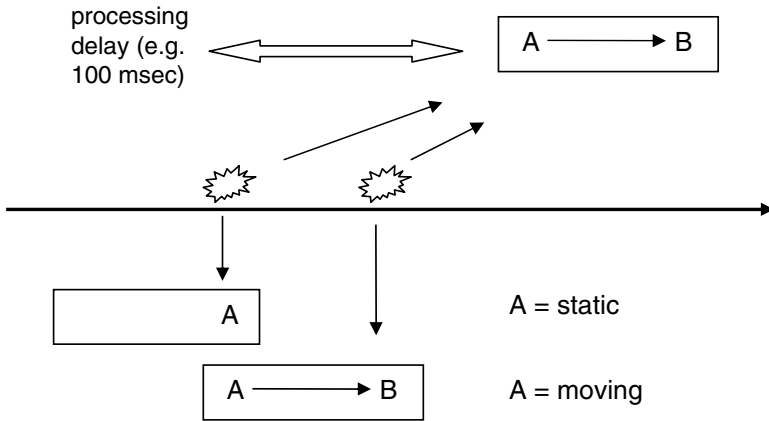 processing
delay (e.g.
100 msec)
A B
A
A = static
A B
A = moving